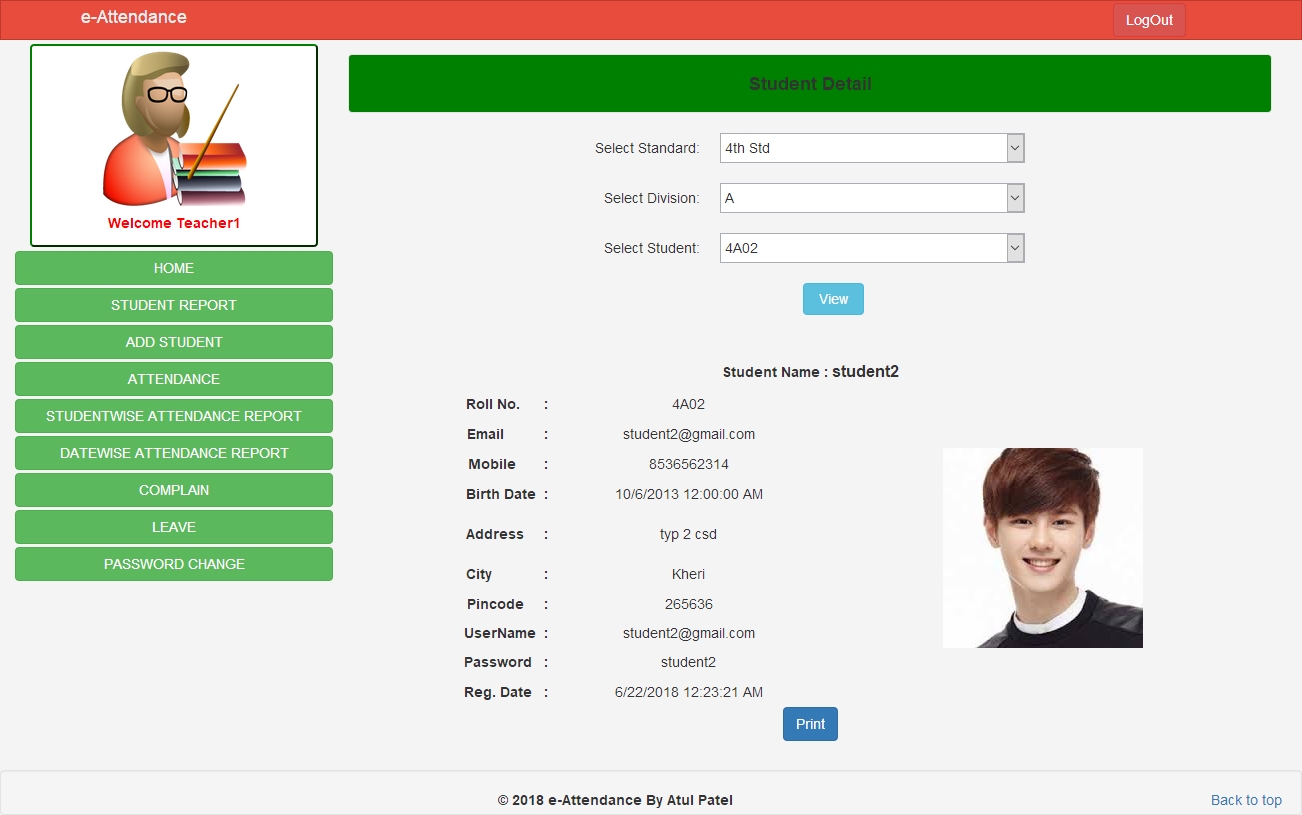 e-Attendance
LogOut
Welcome Teacher1
HOME
STUDENT REPORT
ADD STUDENT
ATTENDANCE
STUDENTWISE ATTENDANCE REPORT
DATEWISE ATTENDANCE REPORT
COMPLAIN
LEAVE
PASSWORD CHANGE
Student Detail
Select Standard: 4th Std
Select Division: A
Select Student: 4A02
View
Student Name : student2
Roll No. : 4A02
Email : student2@gmail.com
Mobile : 8536562314
Birth Date : 10/6/2013 12:00:00 AM
Address : typ 2 csd
City : Kheri
Pincode : 265636
UserName : student2@gmail.com
Password : student2
Reg. Date : 6/22/2018 12:23:21 AM
Print
© 2018 e-Attendance By Atul Patel
Back to top